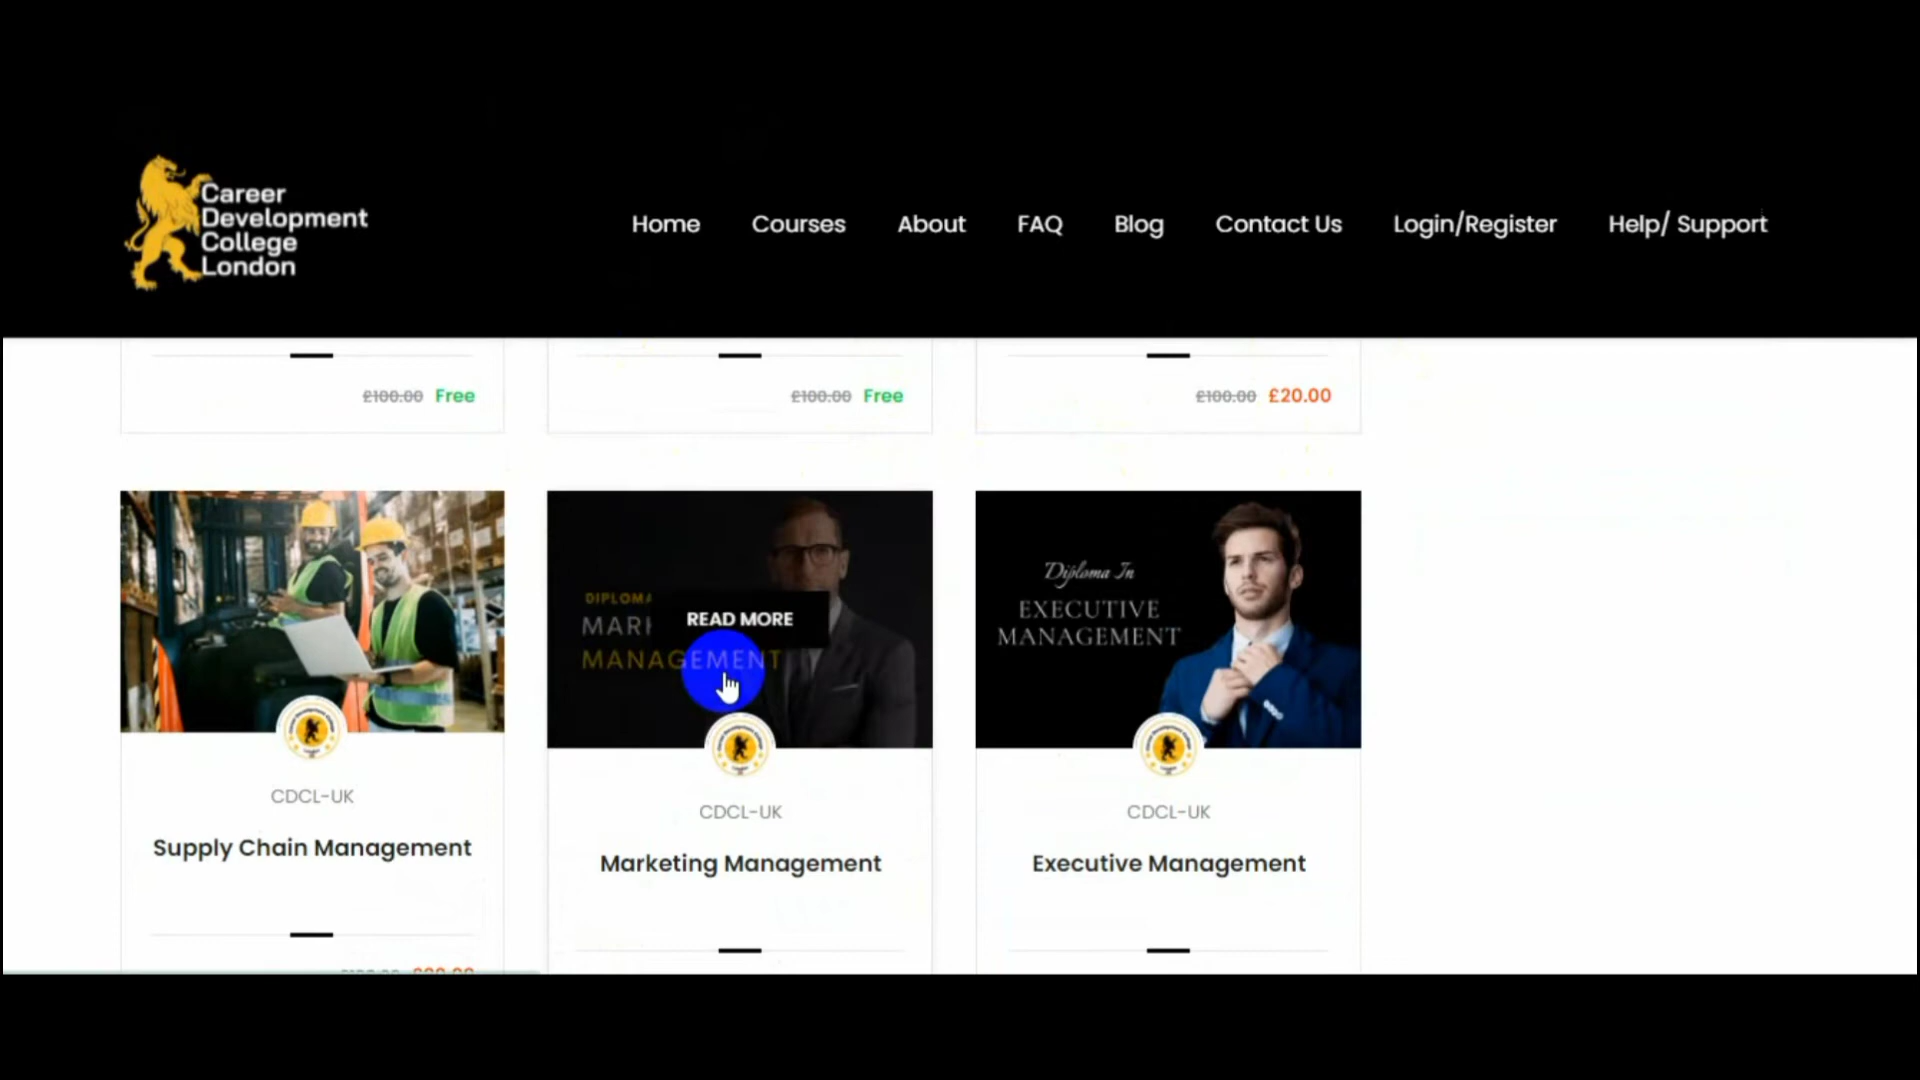 Career
Development
College
London
Home
Courses
About
FAQ
Blog
Contact Us
Login/Register
Help/ Support
£100.00 Free
£100.00 Free
£100.00 £20.00
DIPLOMA
READ MORE
MANAGEMENT
Diploma In
EXECUTIVE
MANAGEMENT
CDCL-UK
Supply Chain Management
CDCL-UK
Marketing Management
CDCL-UK
Executive Management